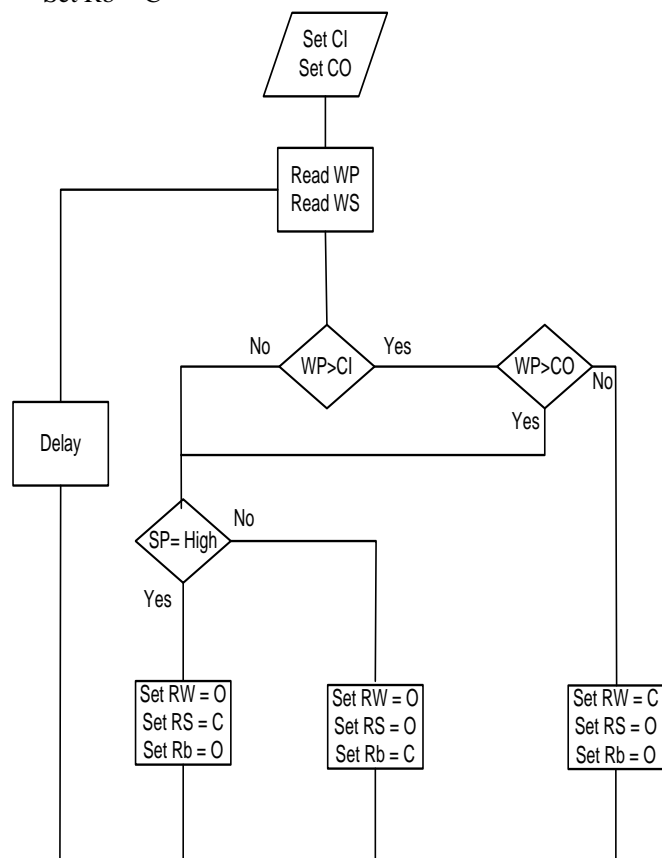 Set CI
Set CO
Read WP
Read WS
No
WP>CI
Yes
WP>CO
No
Yes
Delay
SP= High
No
Yes
Set RW = O
Set RS = C
Set Rb = O
Set RW = O
Set RS = O
Set Rb = C
Set RW = C
Set RS = O
Set Rb = O